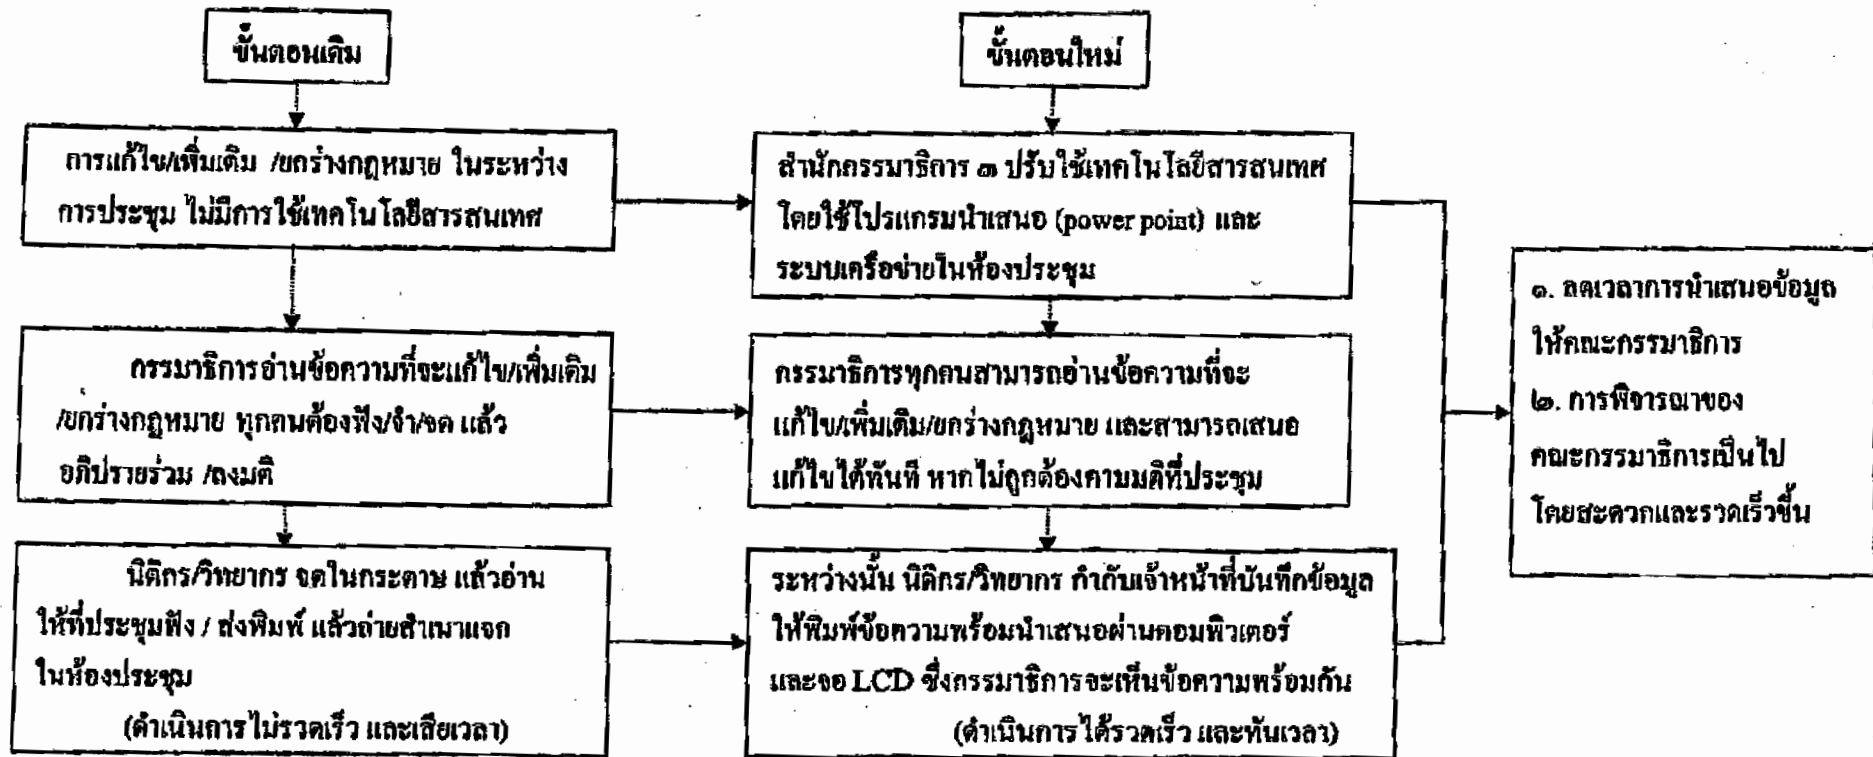 ขั้นตอนเดิม
การแก้ไข/เพิ่มเติม /ยกร่างกฎหมาย ในระหว่าง
การประชุม ไม่มีการใช้เทคโนโลยีสารสนเทศ
กรรมาธิการอ่านข้อความที่จะแก้ไข/เพิ่มเติม
/ยกร่างกฎหมาย ทุกคนต้องฟัง/จำ/จด แล้ว
อภิปรายร่วม /ลงมติ
นิติกร/วิทยากร จดในกระดาษ แล้วอ่าน
ให้ที่ประชุมฟัง / ส่งพิมพ์ แล้วถ่ายสำเนาแจก
ในห้องประชุม
(ดำเนินการไม่รวดเร็ว และเสียเวลา)
ขั้นตอนใหม่
สำนักกรรมาธิการ ๓ ปรับใช้เทคโนโลยีสารสนเทศ
โดยใช้โปรแกรมนำเสนอ (power point) และ
ระบบเครือข่ายในห้องประชุม
กรรมาธิการทุกคนสามารถอ่านข้อความที่จะ
แก้ไข/เพิ่มเติม/ยกร่างกฎหมาย และสามารถเสนอ
แก้ไขได้ทันที หากไม่ถูกต้องตามมติที่ประชุม
ระหว่างนั้น นิติกร/วิทยากร กำกับเจ้าหน้าที่บันทึกข้อมูล
ให้พิมพ์ข้อความพร้อมนำเสนอผ่านคอมพิวเตอร์
และจอ LCD ซึ่งกรรมาธิการจะเห็นข้อความพร้อมกัน
(ดำเนินการได้รวดเร็ว และทันเวลา)
๑. ลดเวลาการนำเสนอข้อมูล
ให้คณะกรรมาธิการ
๒. การพิจารณาของ
คณะกรรมาธิการเป็นไป
โดยสะดวกและรวดเร็วขึ้น